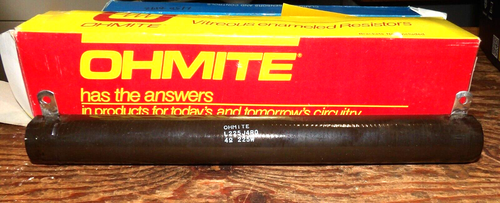 OHMITE
Vitreous enameled Resistors
OHMITE®
has the answers
in products for today's and tomorrow's circuitry
OHMITE
L225J4R0
4Ω 225W